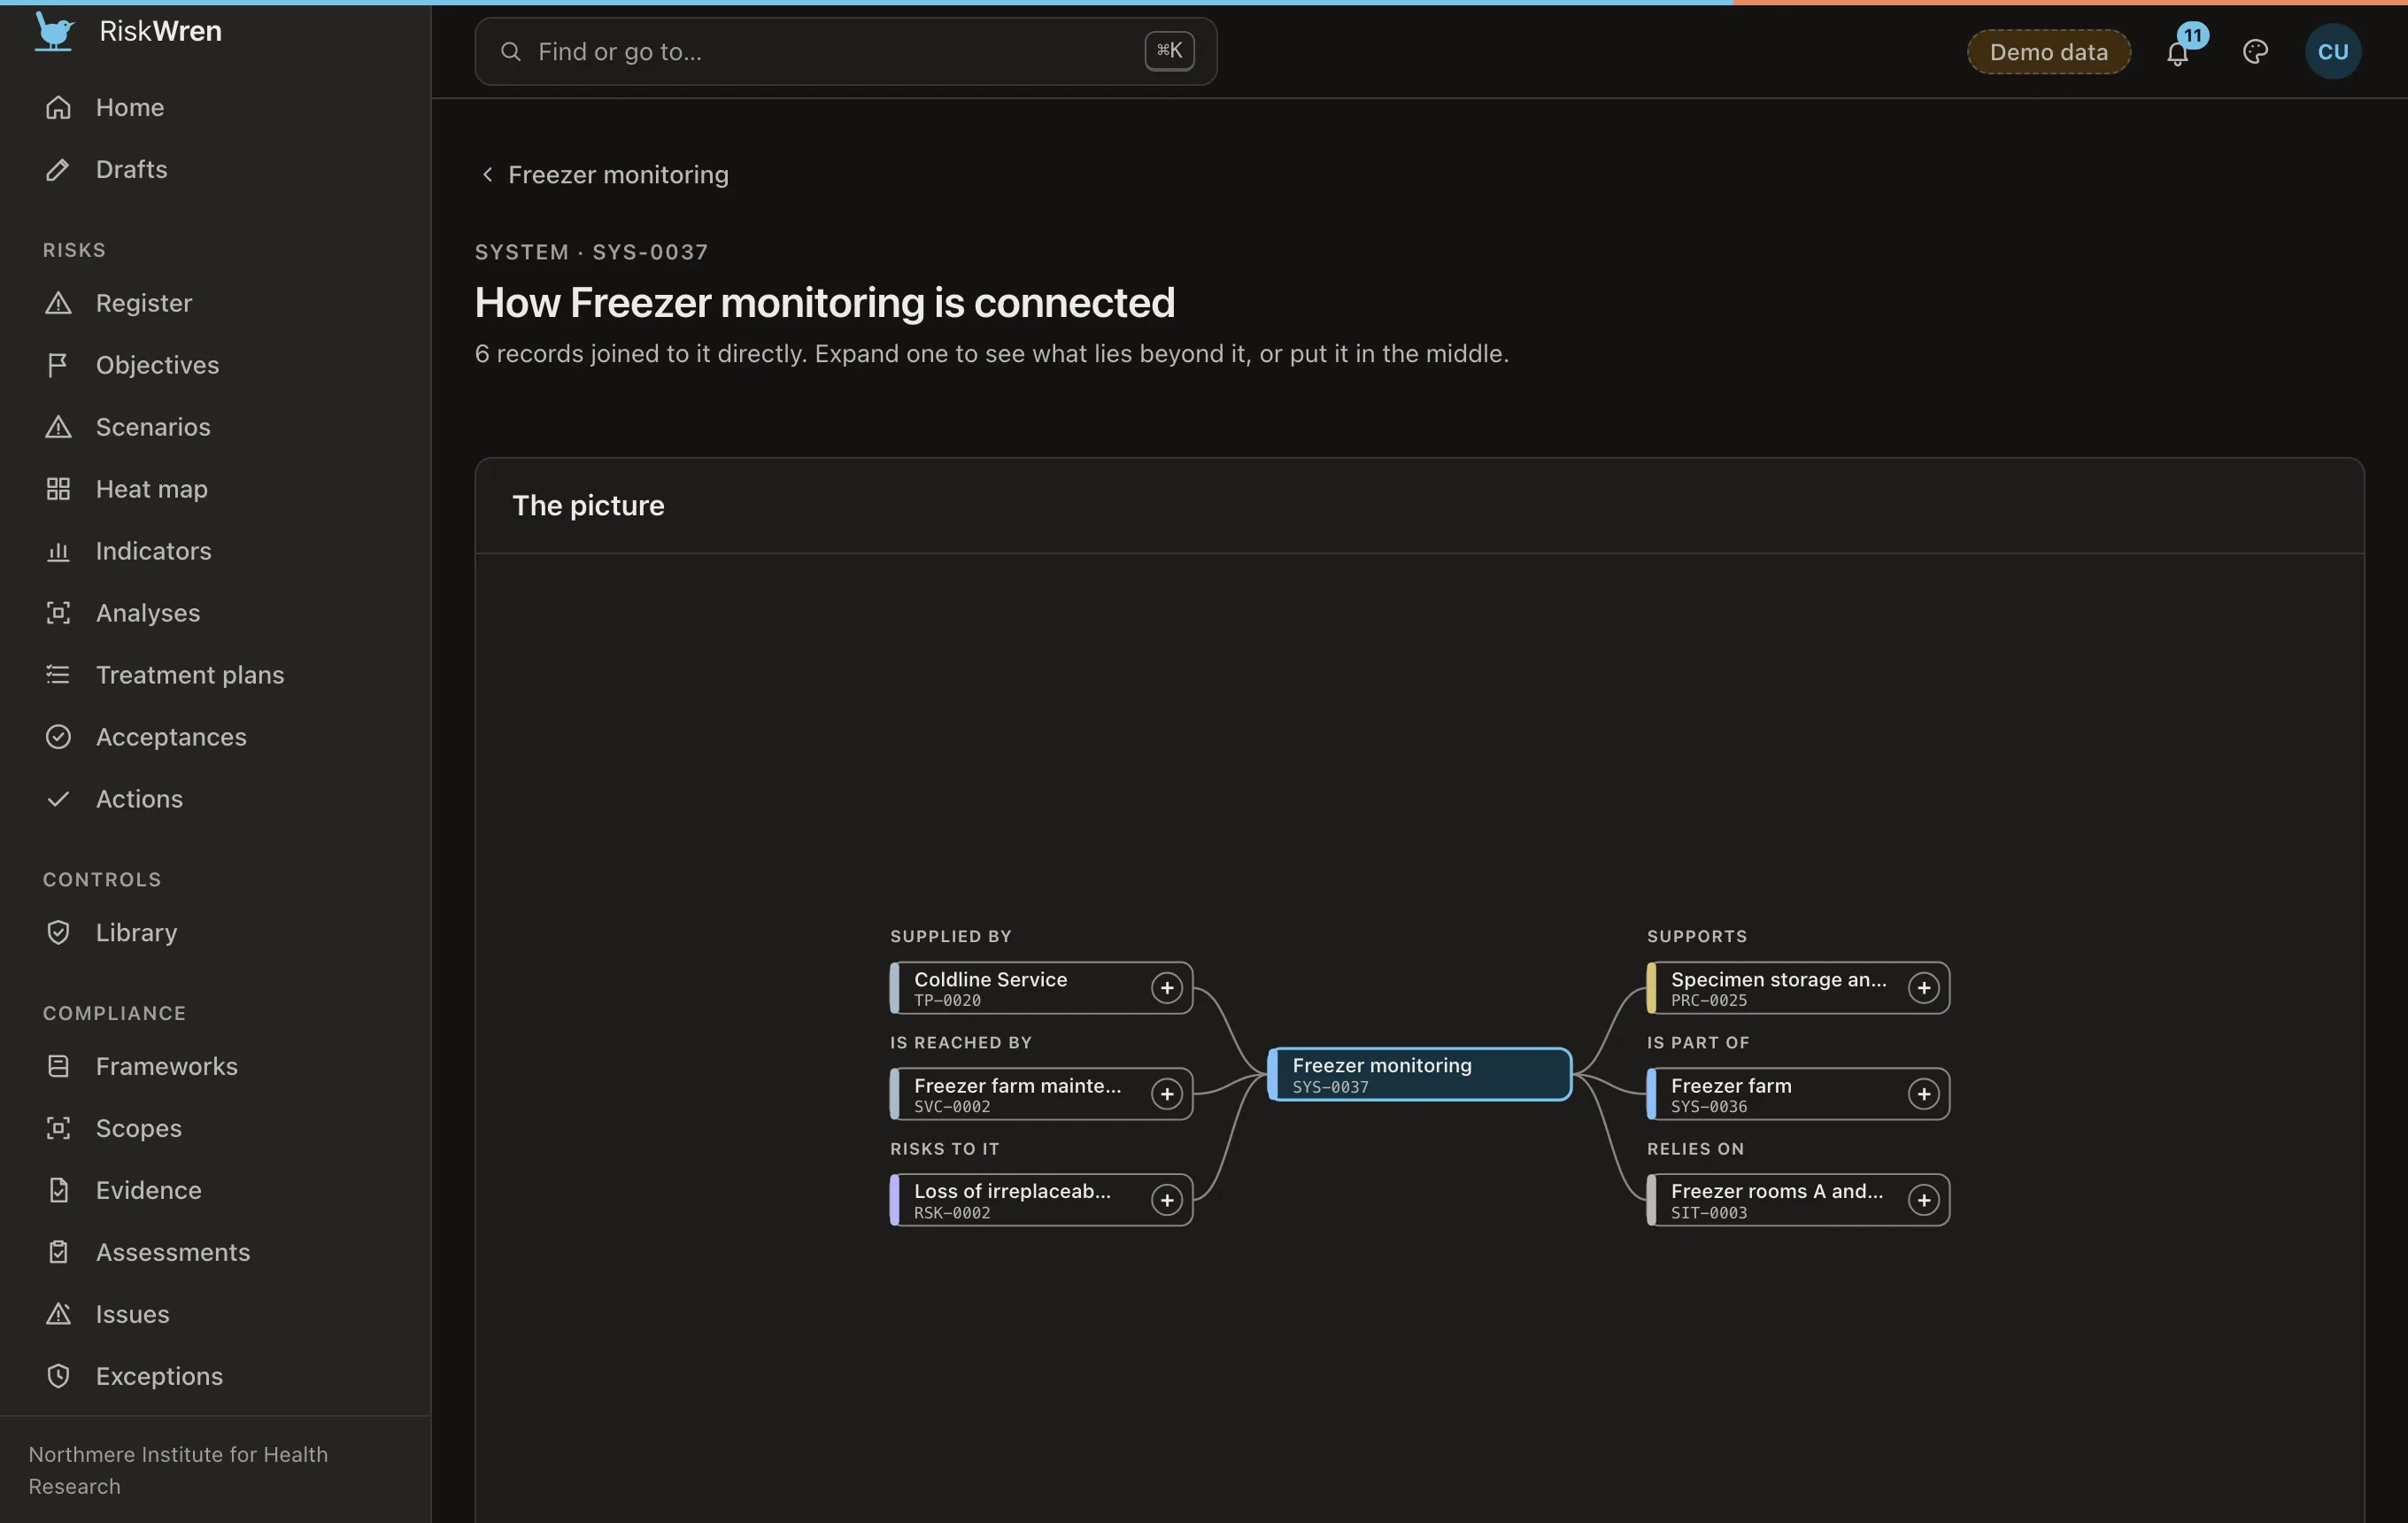 RiskWren
Find or go to...
⌘K
Demo data
11
CU
Home
Drafts
RISKS
Register
Objectives
Scenarios
Heat map
Indicators
Analyses
Treatment plans
Acceptances
Actions
CONTROLS
Library
COMPLIANCE
Frameworks
Scopes
Evidence
Assessments
Issues
Exceptions
Northmere Institute for Health
Research
Freezer monitoring
SYSTEM · SYS-0037
How Freezer monitoring is connected
6 records joined to it directly. Expand one to see what lies beyond it, or put it in the middle.
The picture
SUPPLIED BY
Coldline Service
TP-0020
IS REACHED BY
Freezer farm mainte...
SVC-0002
RISKS TO IT
Loss of irreplaceab...
RSK-0002
Freezer monitoring
SYS-0037
SUPPORTS
Specimen storage an...
PRC-0025
IS PART OF
Freezer farm
SYS-0036
RELIES ON
Freezer rooms A and...
SIT-0003